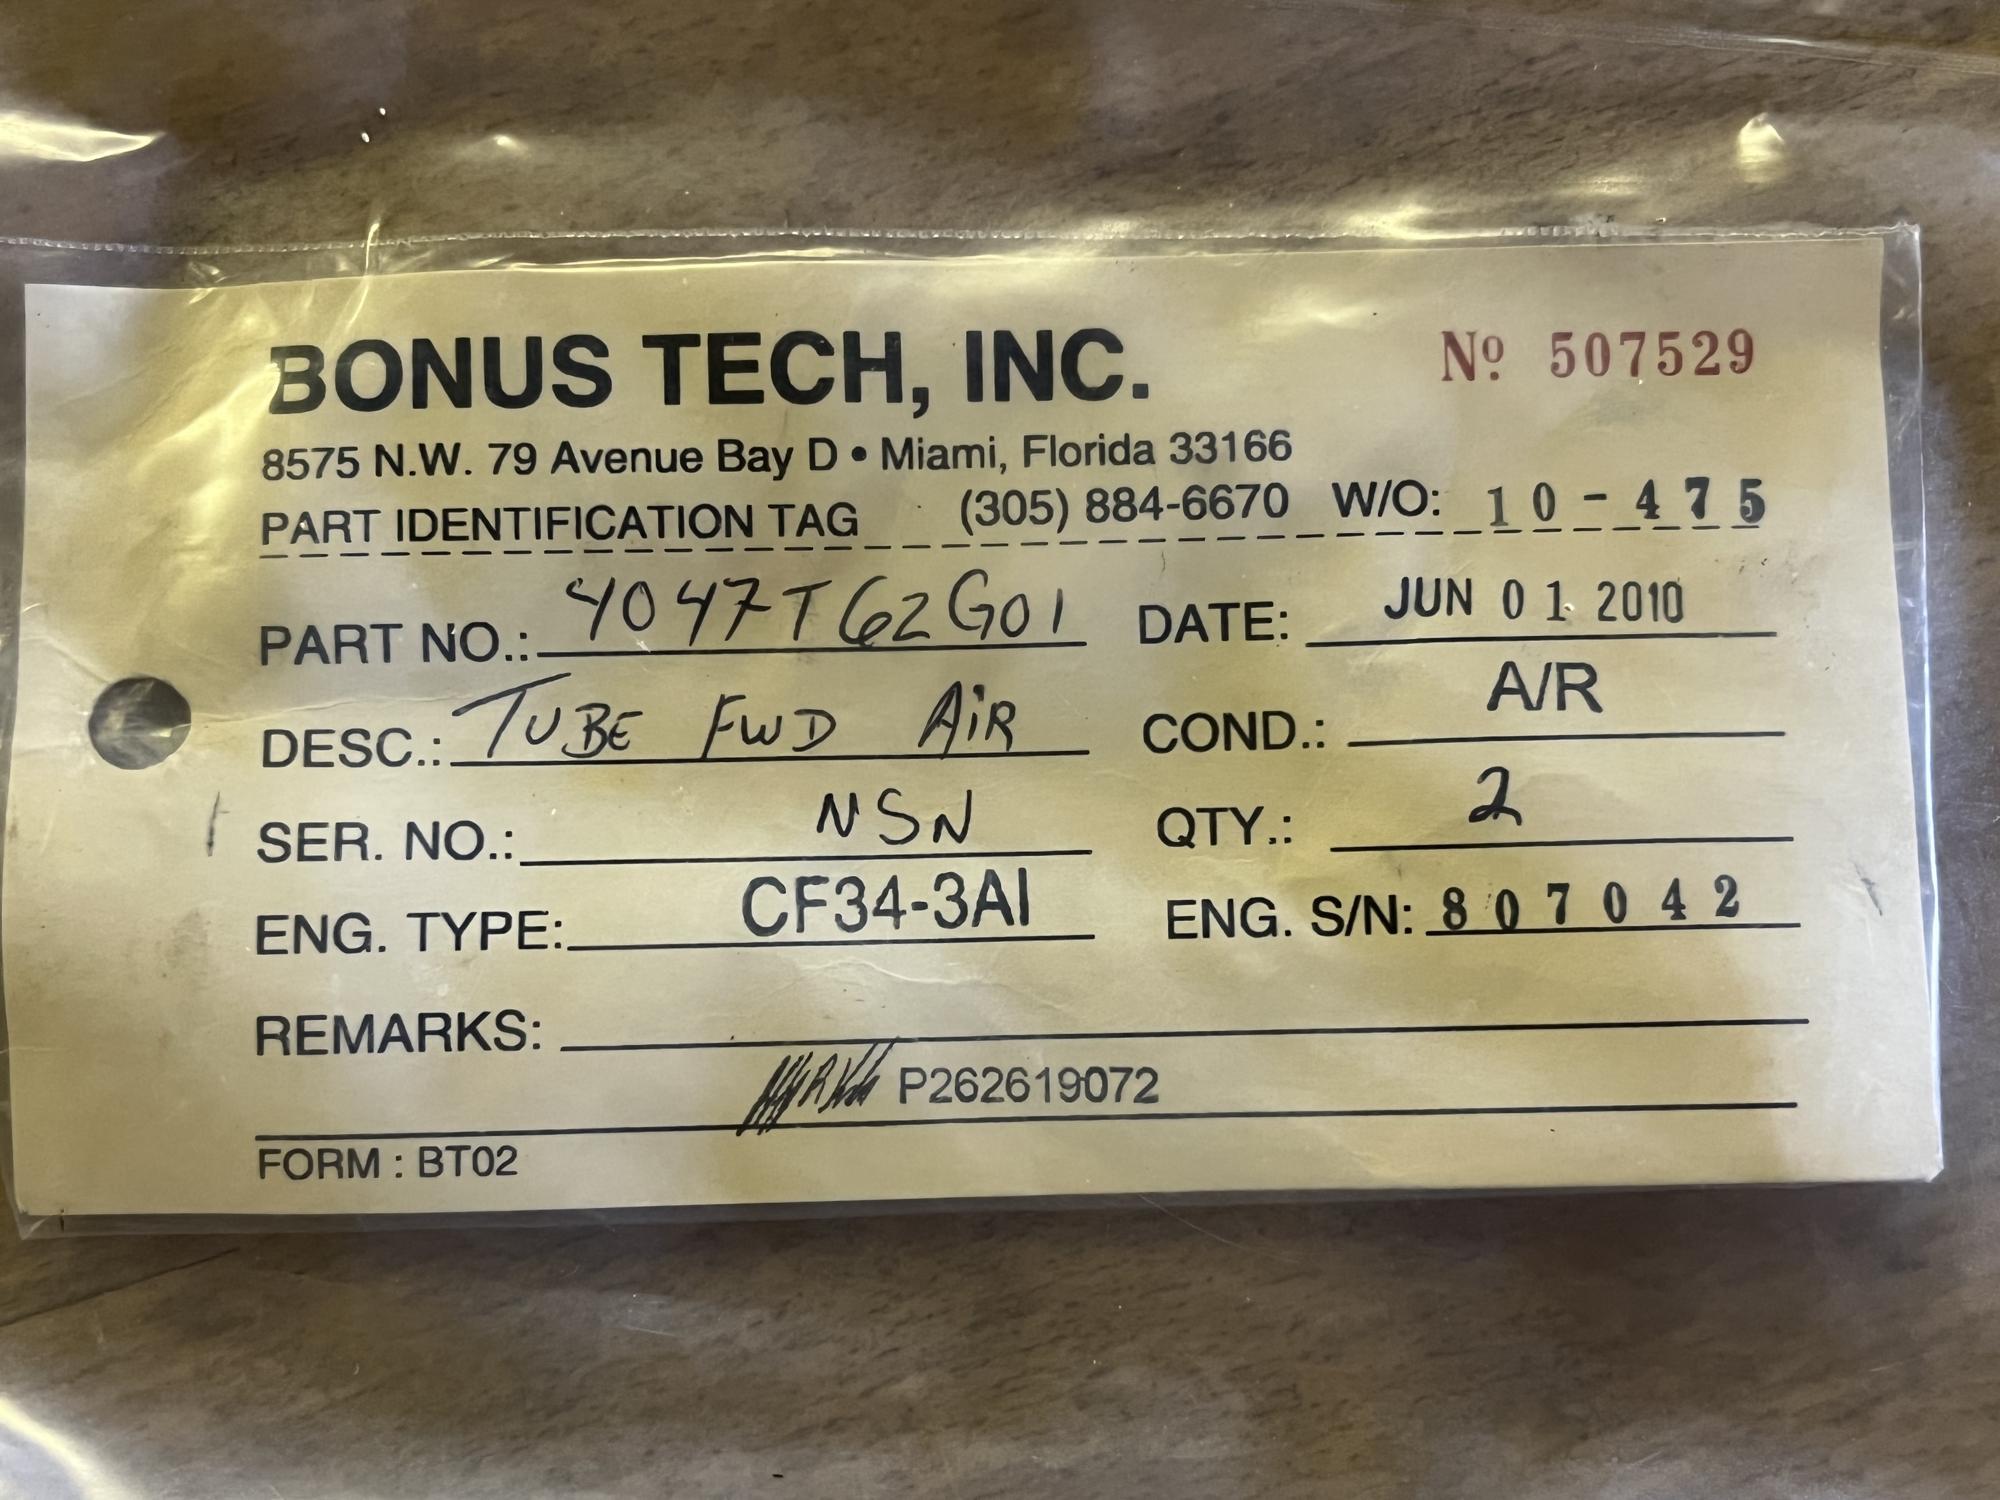 BONUS TECH, INC. Nº 507529
8575 N.W. 79 Avenue Bay D • Miami, Florida 33166
PART IDENTIFICATION TAG (305) 884-6670 W/O: 10-475
PART NO.: 4047T62G01 DATE: JUN 01 2010
DESC.: TUBE FWD AiR COND.: A/R
SER. NO.: NSN QTY.: 2
ENG. TYPE: CF34-3AI ENG. S/N: 807042
REMARKS:
P262619072
FORM : BT02